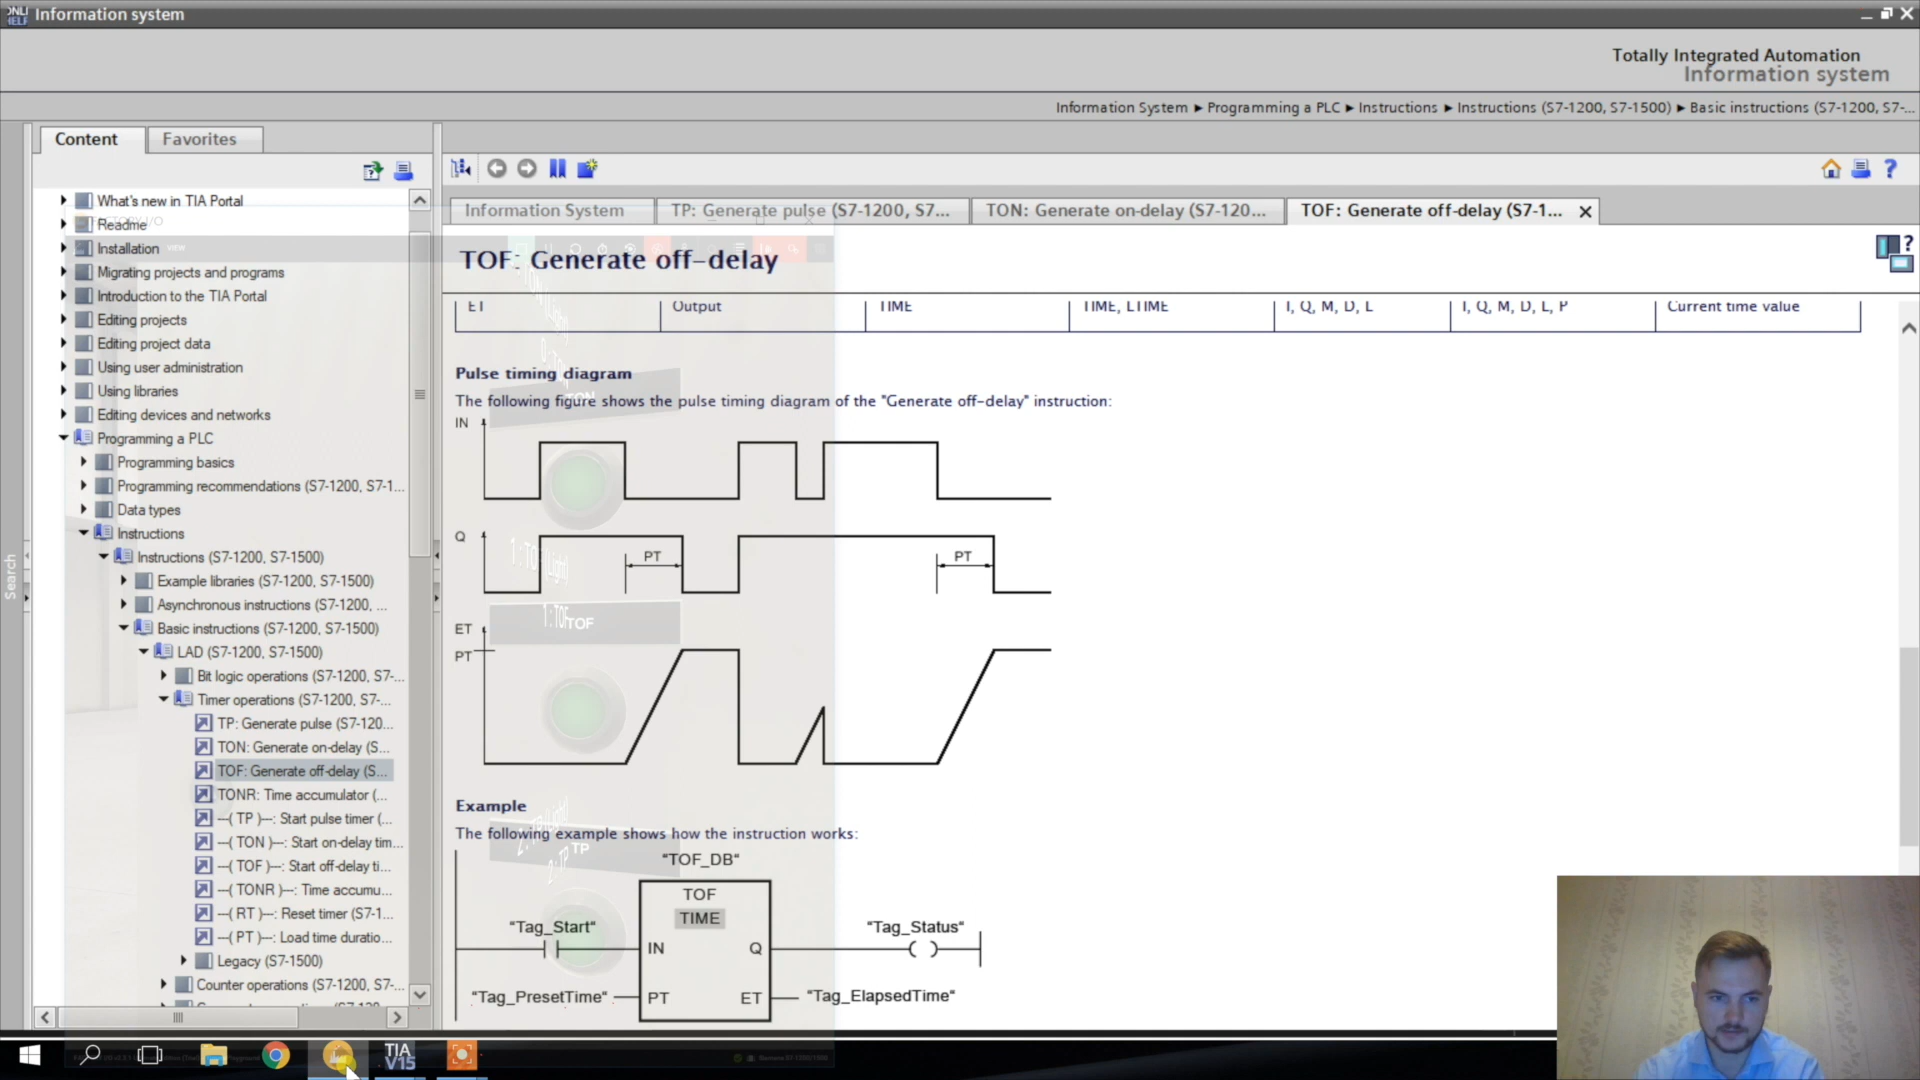 Information system
Totally Integrated Automation
Information system
Information System ▸ Programming a PLC ▸ Instructions ▸ Instructions (S7-1200, S7-1500) ▸ Basic instructions (S7-1200, S7-...
Content
Favorites
Search
What's new in TIA Portal
Readme
Installation
Migrating projects and programs
Introduction to the TIA Portal
Editing projects
Editing project data
Using user administration
Using libraries
Editing devices and networks
Programming a PLC
Programming basics
Programming recommendations (S7-1200, S7-1...
Data types
Instructions
Instructions (S7-1200, S7-1500)
Example libraries (S7-1200, S7-1500)
Asynchronous instructions (S7-1200, ...
Basic instructions (S7-1200, S7-1500)
LAD (S7-1200, S7-1500)
Bit logic operations (S7-1200, S7-...
Timer operations (S7-1200, S7-...
TP: Generate pulse (S7-120...
TON: Generate on-delay (S...
TOF: Generate off-delay (S...
TONR: Time accumulator (...
---( TP )---: Start pulse timer (...
---( TON )---: Start on-delay tim...
---( TOF )---: Start off-delay ti...
---( TONR )---: Time accumu...
---( RT )---: Reset timer (S7-1...
---( PT )---: Load time duratio...
Legacy (S7-1500)
Counter operations (S7-1200, S7-...
Information System
TP: Generate pulse (S7-1200, S7...
TON: Generate on-delay (S7-120...
TOF: Generate off-delay (S7-1...
TOF: Generate off-delay
ET Output TIME TIME, LTIME I, Q, M, D, L I, Q, M, D, L, P Current time value
Pulse timing diagram
The following figure shows the pulse timing diagram of the "Generate off-delay" instruction:
IN
Q
PT
PT
ET
PT
Example
The following example shows how the instruction works:
"TOF_DB"
TOF
TIME
"Tag_Start"
"Tag_Status"
IN
Q
"Tag_PresetTime"
PT
ET
"Tag_ElapsedTime"
VIEW
TON
1:TOF
TOF
TP
2:TP
TIA
V15